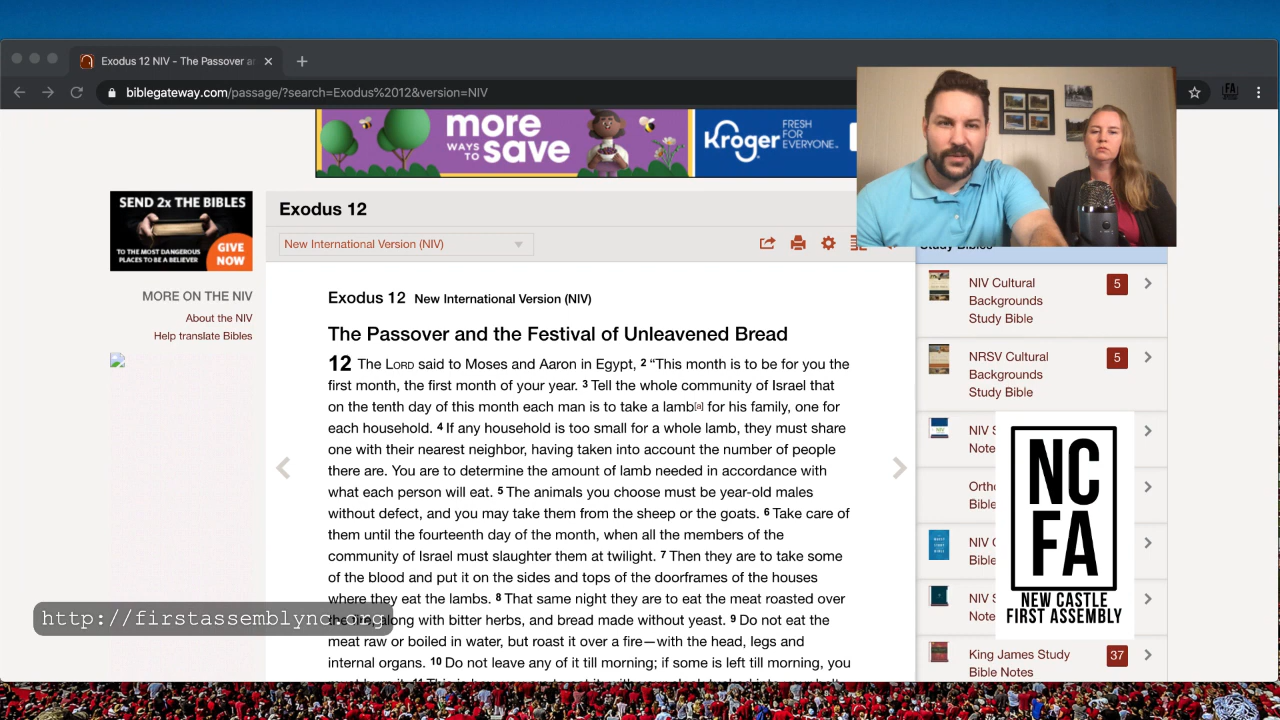 Exodus 12 NIV - The Passover a
biblegateway.com/passage/?search=Exodus%2012&version=NIV
FA
more
WAYS TO
save
Kroger
FRESH
FOR
EVERYONE.
SEND 2x THE BIBLES
TO THE MOST DANGEROUS
PLACES TO BE A BELIEVER
GIVE
NOW
MORE ON THE NIV
About the NIV
Help translate Bibles
Exodus 12
New International Version (NIV)
Exodus 12 New International Version (NIV)
The Passover and the Festival of Unleavened Bread
12 The LORD said to Moses and Aaron in Egypt, 2 “This month is to be for you the
first month, the first month of your year. 3 Tell the whole community of Israel that
on the tenth day of this month each man is to take a lamb[a] for his family, one for
each household. 4 If any household is too small for a whole lamb, they must share
one with their nearest neighbor, having taken into account the number of people
there are. You are to determine the amount of lamb needed in accordance with
what each person will eat. 5 The animals you choose must be year-old males
without defect, and you may take them from the sheep or the goats. 6 Take care of
them until the fourteenth day of the month, when all the members of the
community of Israel must slaughter them at twilight. 7 Then they are to take some
of the blood and put it on the sides and tops of the doorframes of the houses
where they eat the lambs. 8 That same night they are to eat the meat roasted over
along with bitter herbs, and bread made without yeast. 9 Do not eat the
meat raw or boiled in water, but roast it over a fire—with the head, legs and
internal organs. 10 Do not leave any of it till morning; if some is left till morning, you
http://firstassemblync.org
Study Bibles
NIV Cultural
Backgrounds
Study Bible
5
NRSV Cultural
Backgrounds
Study Bible
5
NIV S
Note
Orth
Bible
NIV
Bible
NIV S
Note
King James Study
Bible Notes
37
NC
FA
NEW CASTLE
FIRST ASSEMBLY